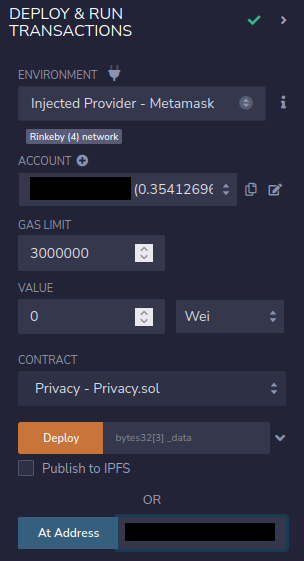 DEPLOY & RUN
TRANSACTIONS
ENVIRONMENT
Injected Provider - Metamask
Rinkeby (4) network
ACCOUNT
(0.35412696
GAS LIMIT
3000000
VALUE
0 Wei
CONTRACT
Privacy - Privacy.sol
Deploy bytes32[3] _data
Publish to IPFS
OR
At Address